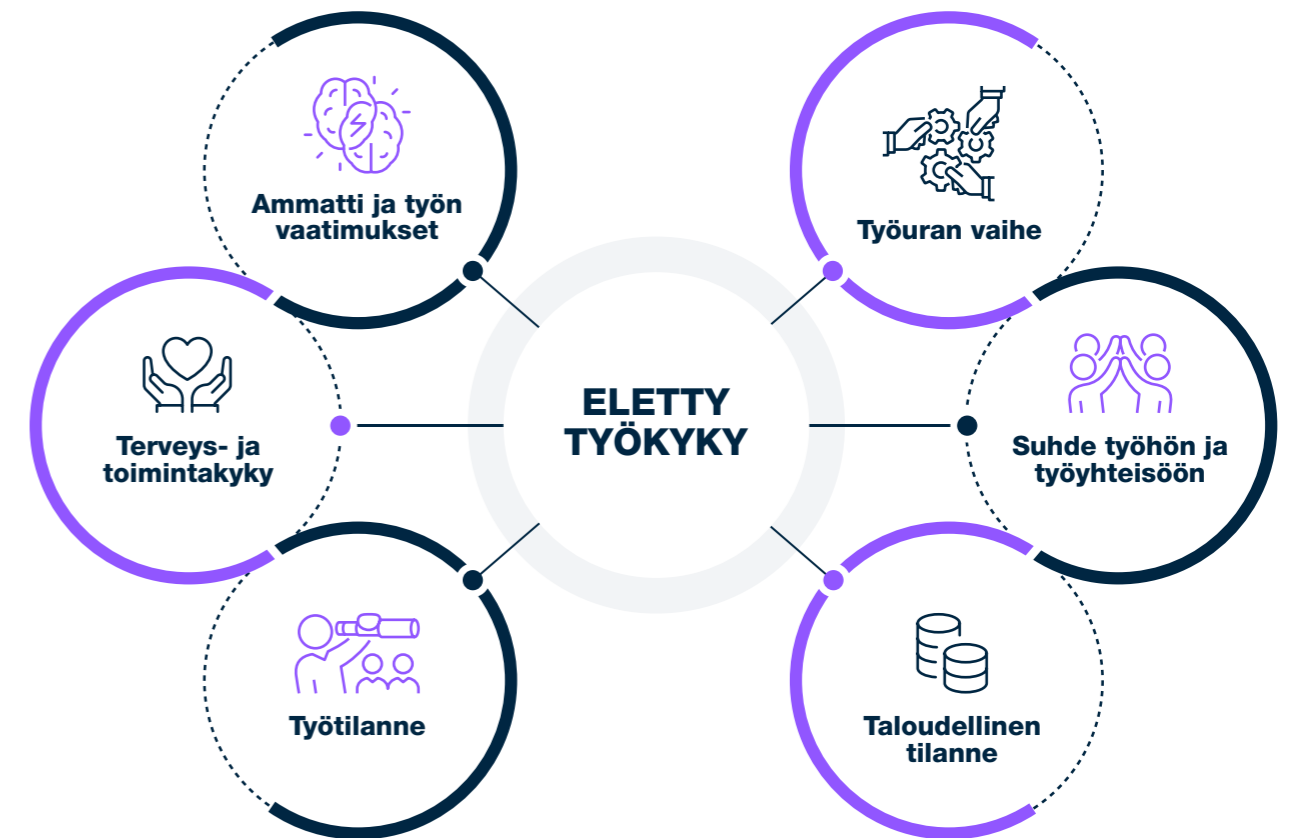 Ammatti ja työn
vaatimukset
Työuran vaihe
Terveys- ja
toimintakyky
ELETTY
TYÖKYKY
Suhde työhön ja
työyhteisöön
Työtilanne
Taloudellinen
tilanne